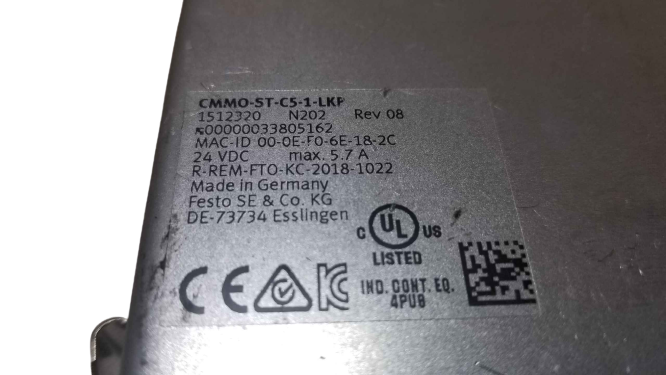 CMMO-ST-C5-1-LKP
1512320 N202 Rev 08
s00000033805162
MAC-ID 00-0E-F0-6E-18-2C
24 VDC max. 5.7 A
R-REM-FTO-KC-2018-1022
Made in Germany
Festo SE & Co. KG
DE-73734 Esslingen
C UL US
LISTED
CE
IND. CONT. EQ.
4PU8